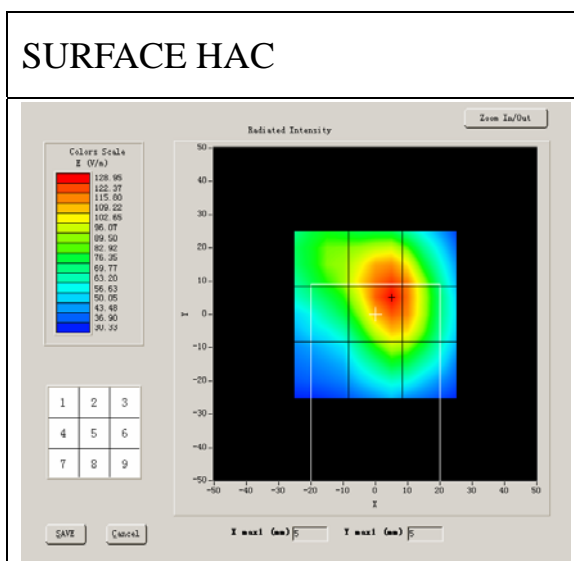 SURFACE HAC
Zoom In/Out
Radiated Intensity
Colors Scale
E (V/m)
128.95
122.37
115.80
109.22
102.65
96.07
89.50
82.92
76.35
69.77
63.20
56.63
50.05
43.48
36.90
30.33
50
40
30
20
10
0
-10
-20
-30
-40
-50
Y
-50 -40 -30 -20 -10 0 10 20 30 40 50
X
1 2 3
4 5 6
7 8 9
SAVE Cancel
X max1 (mm) 5 Y max1 (mm) 5